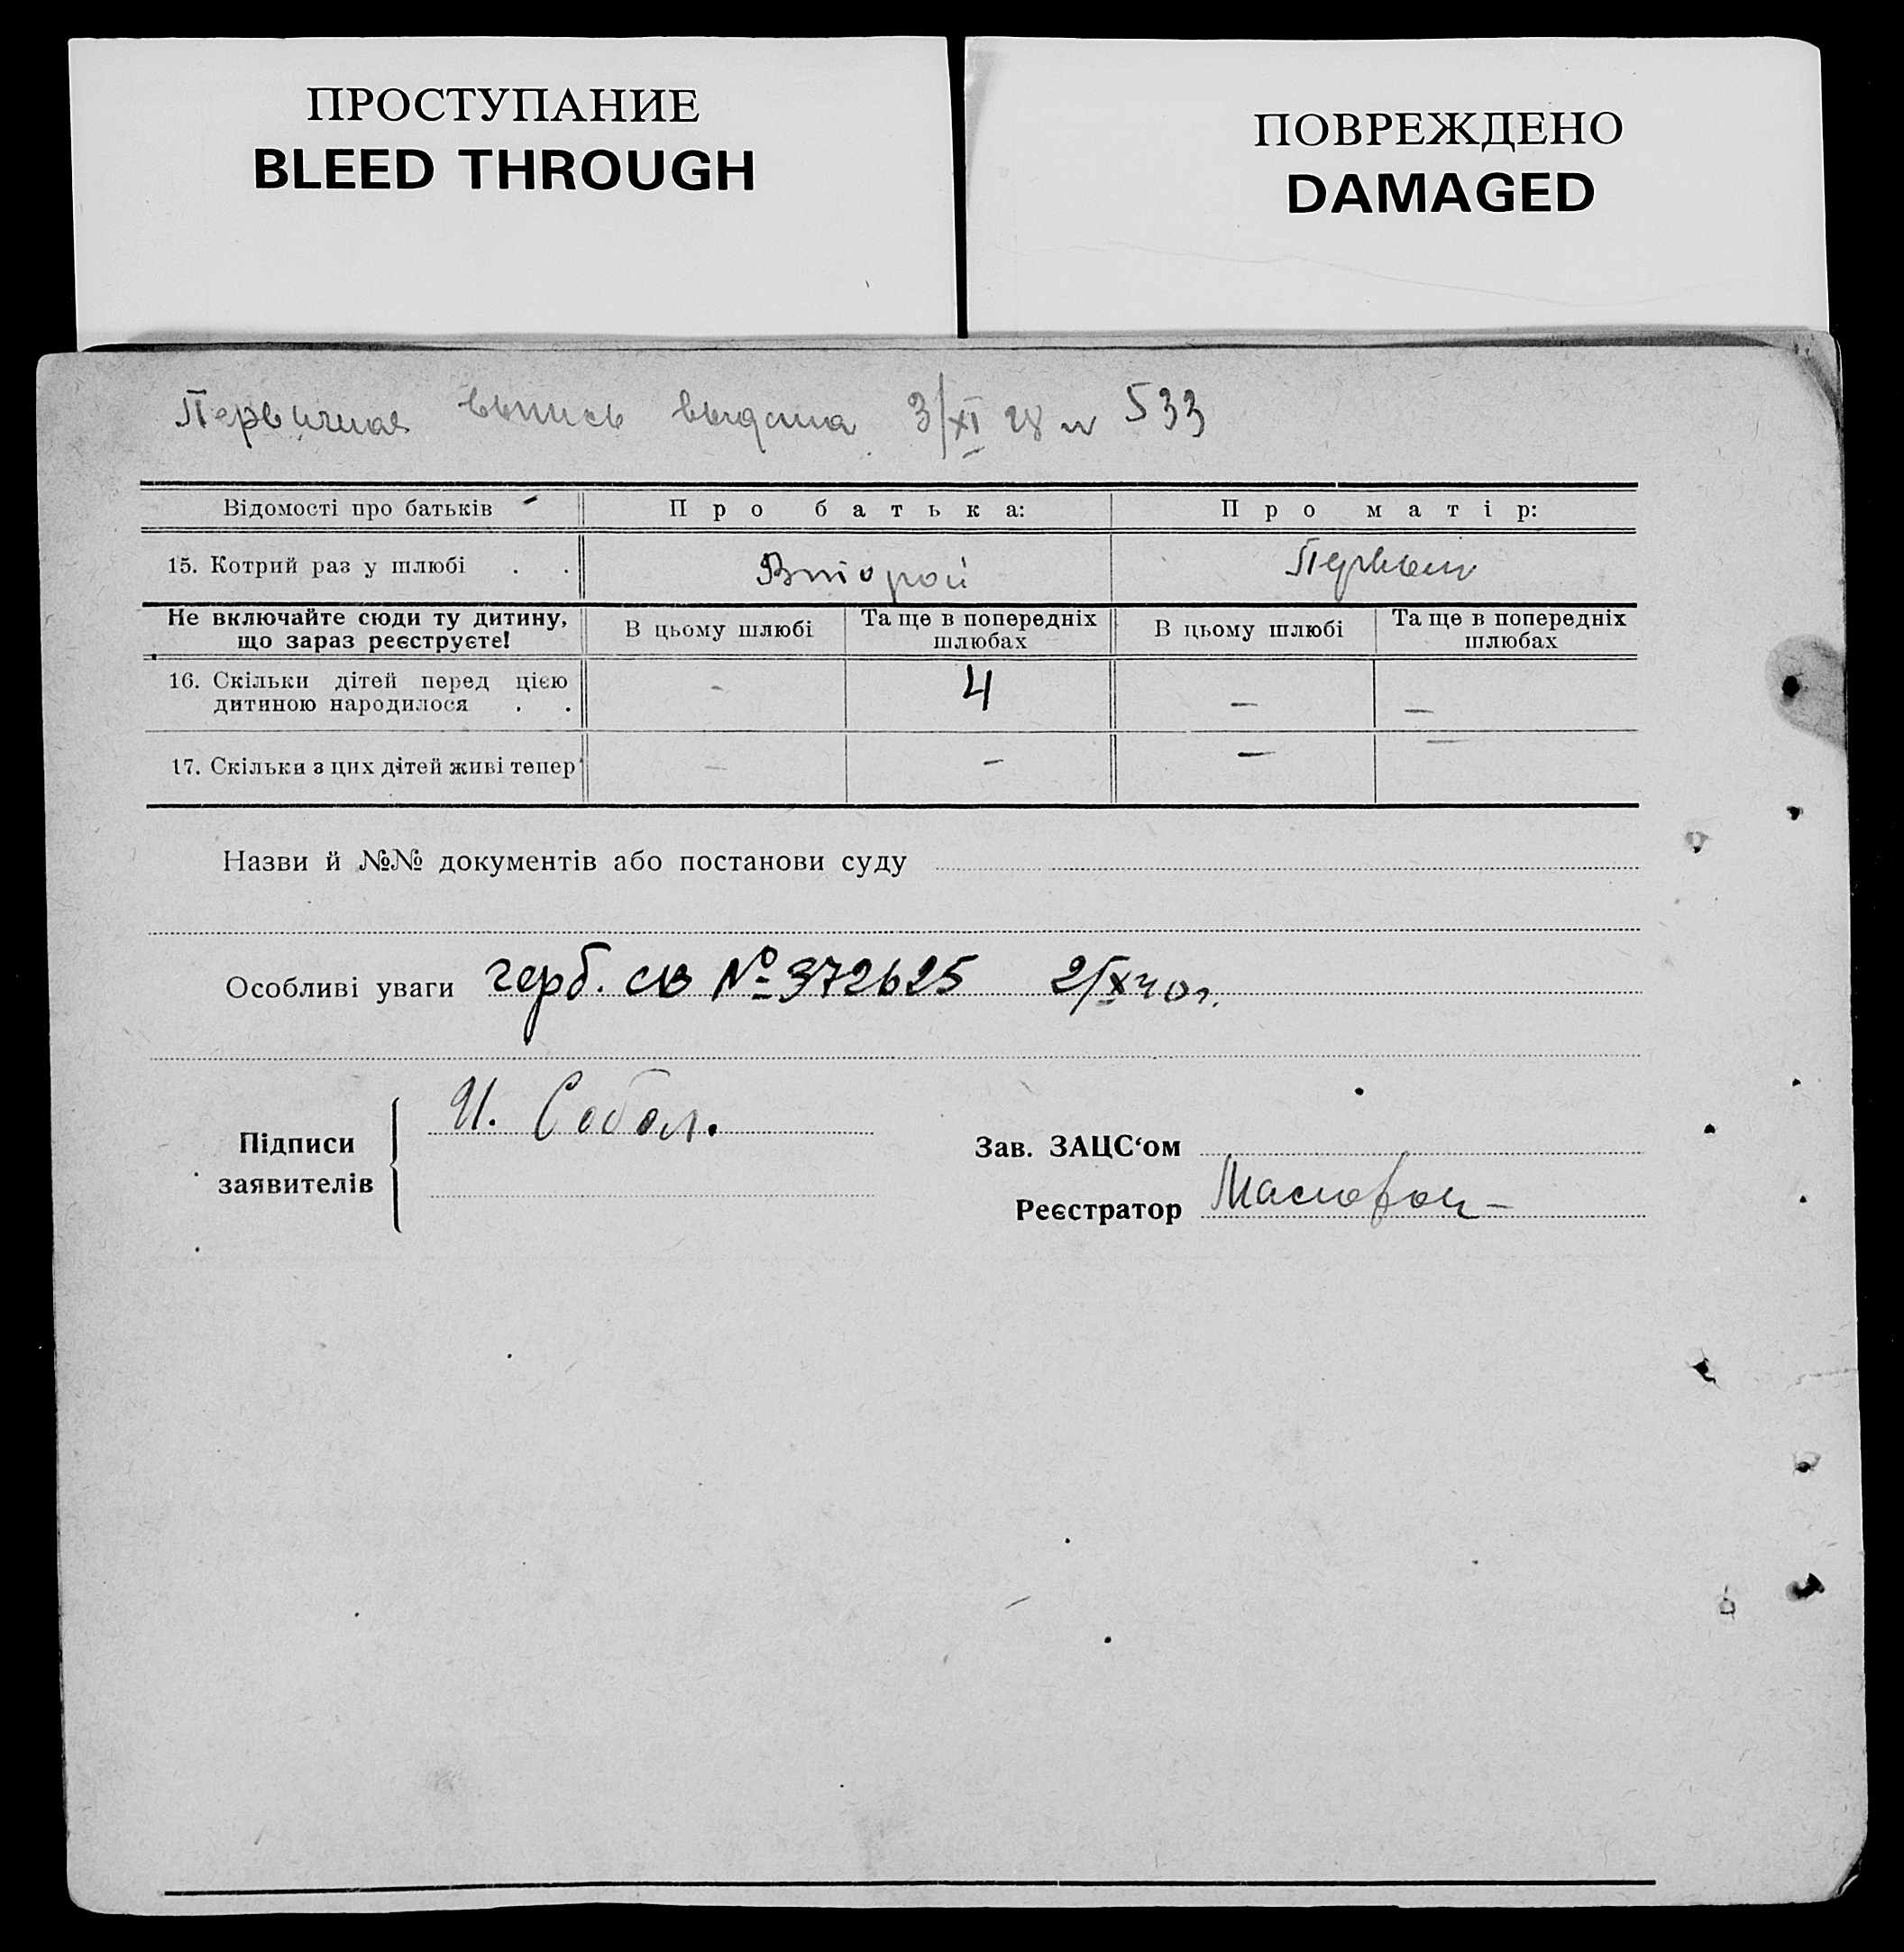 ПРОСТУПАНИЕ
BLEED THROUGH
ПОВРЕЖДЕНО
DAMAGED
Первичная выпись выдана 3/XI 28 № 533
Відомості про батьків Про батька: Про матір:
15. Котрий раз у шлюбі . . Второй Первый
Не включайте сюди ту дитину, що зараз реєструєте! В цьому шлюбі Та ще в попередніх шлюбах В цьому шлюбі Та ще в попередніх шлюбах
16. Скільки дітей перед цією дитиною народилося . . - 4 - -
17. Скільки з цих дітей живі тепер - - - -
Назви й №№ документів або постанови суду
Особливі уваги герб. св № 372625 2/X 40 г.
Підписи заявителів И. Собол.
Зав. ЗАЦС‘ом
Реєстратор